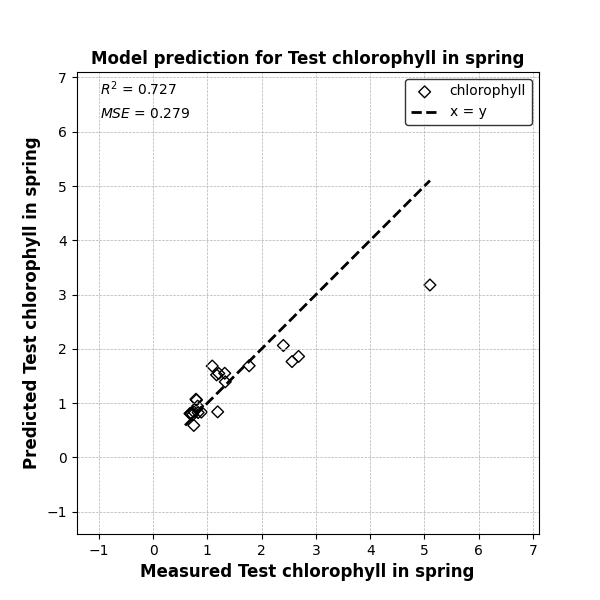 Model prediction for Test chlorophyll in spring
R² = 0.727
MSE = 0.279
chlorophyll
x = y
7
6
5
4
3
2
1
0
−1
Predicted Test chlorophyll in spring
−1 0 1 2 3 4 5 6 7
Measured Test chlorophyll in spring